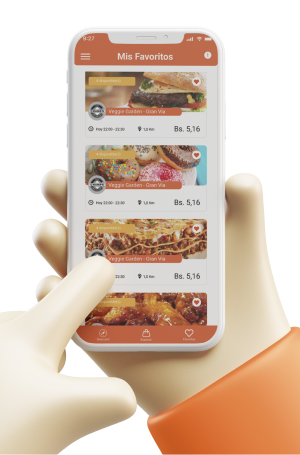 9:27
Mis Favoritos
Veggie Garden - Gran Via
Hoy 22:00 - 22:30
1,0 Km
Bs. 5,16
Veggie Garden - Gran Via
Hoy 22:00 - 22:30
1,0 Km
Bs. 5,16
Veggie Garden - Gran Via
22:30
1,0 Km
Bs. 5,16